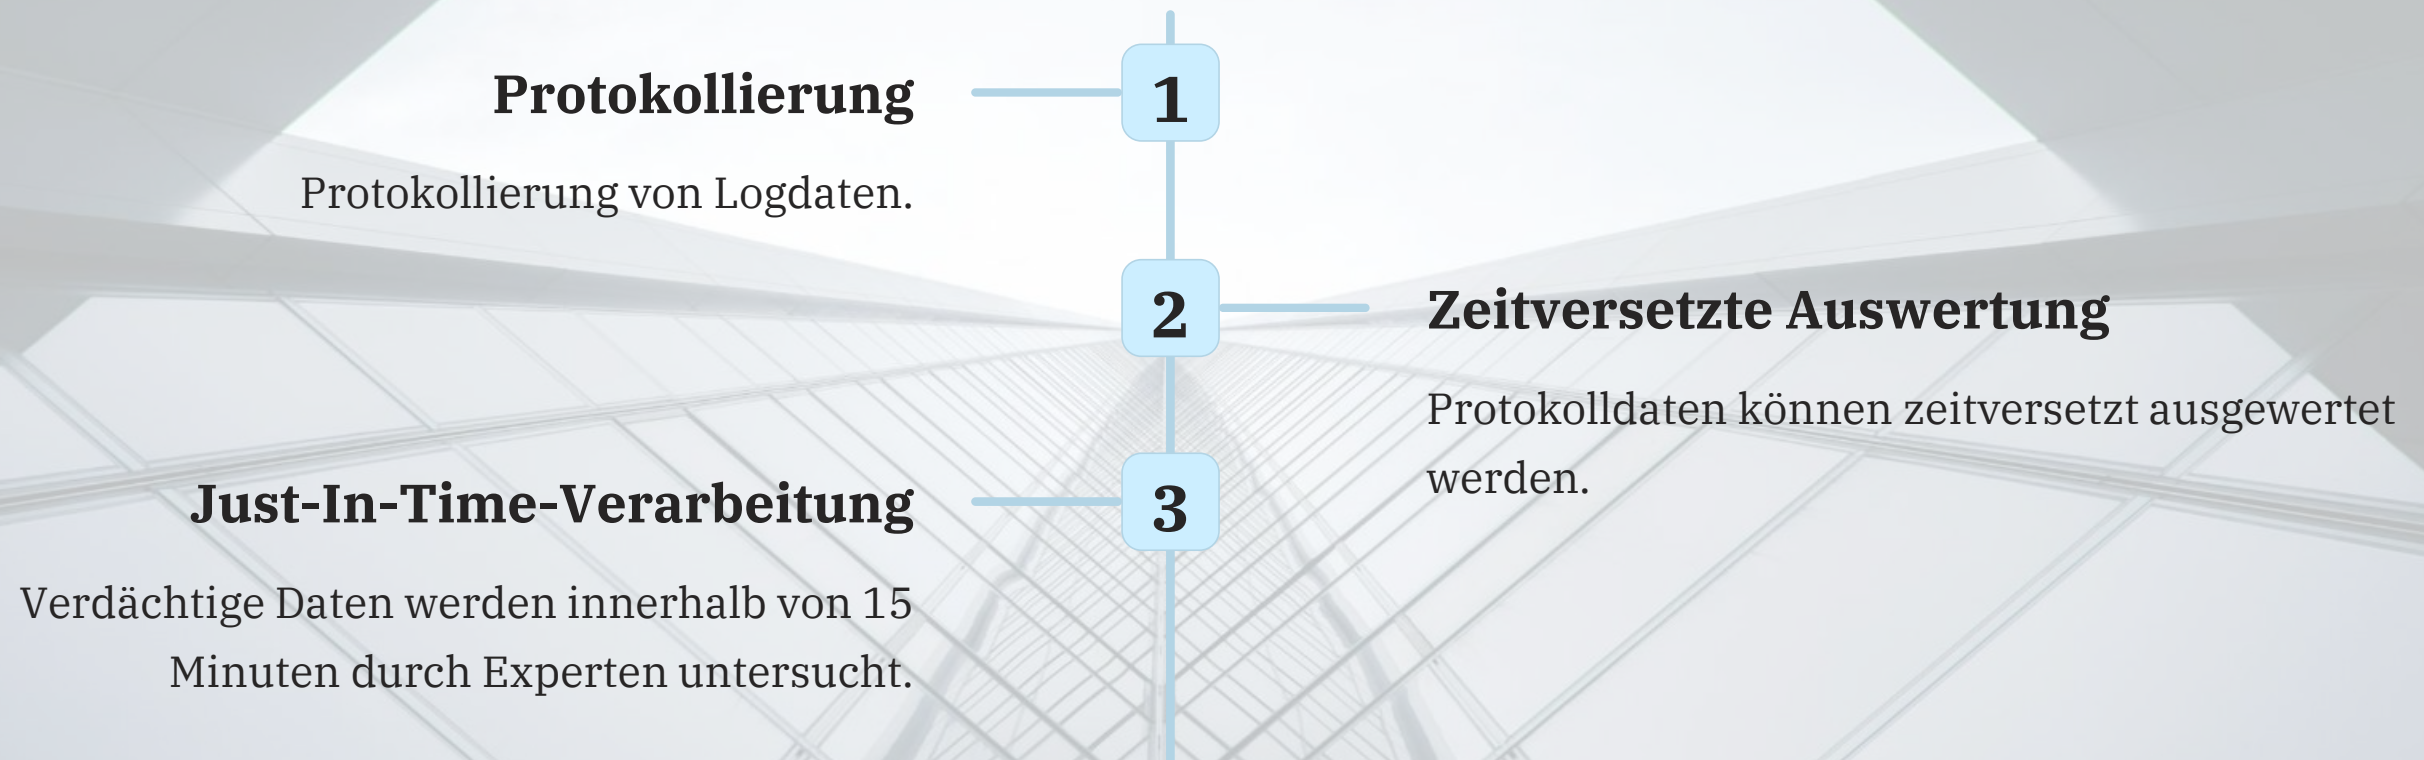 1
Protokollierung
Protokollierung von Logdaten.
2
Zeitversetzte Auswertung
Protokolldaten können zeitversetzt ausgewertet
werden.
3
Just-In-Time-Verarbeitung
Verdächtige Daten werden innerhalb von 15
Minuten durch Experten untersucht.